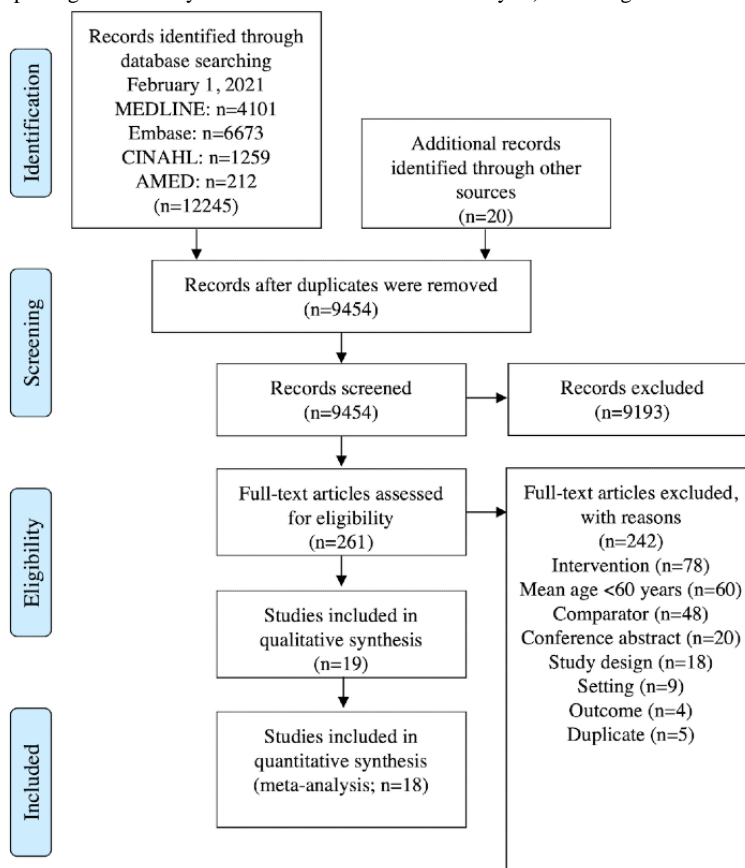 Records identified through
database searching
February 1, 2021
MEDLINE: n=4101
Embase: n=6673
CINAHL: n=1259
AMED: n=212
(n=12245)
Additional records
identified through other
sources
(n=20)
Identification
Records after duplicates were removed
(n=9454)
Screening
Records screened
(n=9454)
Records excluded
(n=9193)
Full-text articles assessed
for eligibility
(n=261)
Full-text articles excluded,
with reasons
(n=242)
Intervention (n=78)
Mean age <60 years (n=60)
Comparator (n=48)
Conference abstract (n=20)
Study design (n=18)
Setting (n=9)
Outcome (n=4)
Duplicate (n=5)
Eligibility
Studies included in
qualitative synthesis
(n=19)
Included
Studies included in
quantitative synthesis
(meta-analysis; n=18)